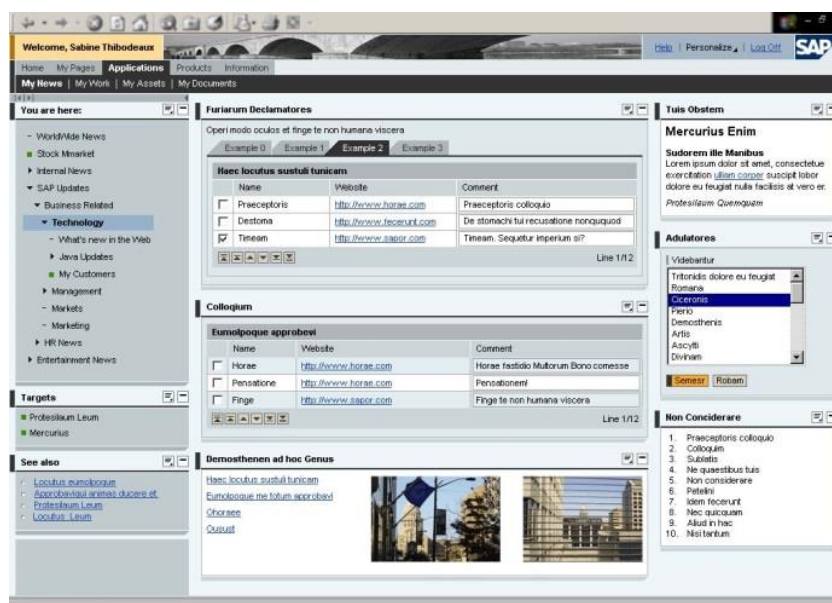 Welcome, Sabine Thibodeaux
Help | Personalize | Log Off
SAP
Home My Pages Applications Products Information
My News | My Work | My Assets | My Documents
You are here:
- WorldWide News
Stock Mmarket
Internal News
SAP Updates
Business Related
Technology
- What's new in the Web
Java Updates
My Customers
Management
- Markets
- Marketing
HR News
Entertainment News
Targets
Protesilaum Leum
Mercurius
See also
Locutus eumolpoque
Approbaviqui animas ducere et
Protesilaum Leum
Locutus Leum
Furiarum Declamatores
Operi modo oculos et finge te non humana viscera
Example 0 Example 1 Example 2 Example 3
Haec locutus sustuli tunicam
Name Website Comment
Praeceptoris http://www.horae.com Praeceptoris colloquio
Destoma http://www.fecerunt.com De stomachi tui recusatione nonququod
Timeam http://www.sapor.com Timeam. Sequetur imperium si?
Line 1/12
Colloqium
Eumolpoque approbevi
Name Website Comment
Horae http://www.horae.com Horae fastidio Multorum Bono comesse
Pensatione http://www.horae.com Pensationem!
Finge http://www.sapor.com Finge te non humana viscera
Line 1/12
Demosthenen ad hoc Genus
Haec locutus sustuli tunicam
Eumolpoque me totum approbavi
Ohoraee
Ousust
Tuis Obstem
Mercurius Enim
Sudorem ille Manibus
Lorem ipsum dolor sit amet, consectetue
exercitation ulliam corper suscipit lobor
dolore eu feugiat nulla facilisis at vero er.
Protesilaum Quemquam
Adulatores
Videbantur
Tritonidis dolore eu feugiat
Romana
Ciceronis
Pierio
Demosthenis
Artis
Ascylti
Divinam
Semesr Robam
Non Conciderare
1. Praeceptoris colloquio
2. Colloquim
3. Sublatis
4. Ne quaestibus tuis
5. Non considerare
6. Petelini
7. Idem fecerunt
8. Nec quicquam
9. Aliud in hac
10. Nisi tantum